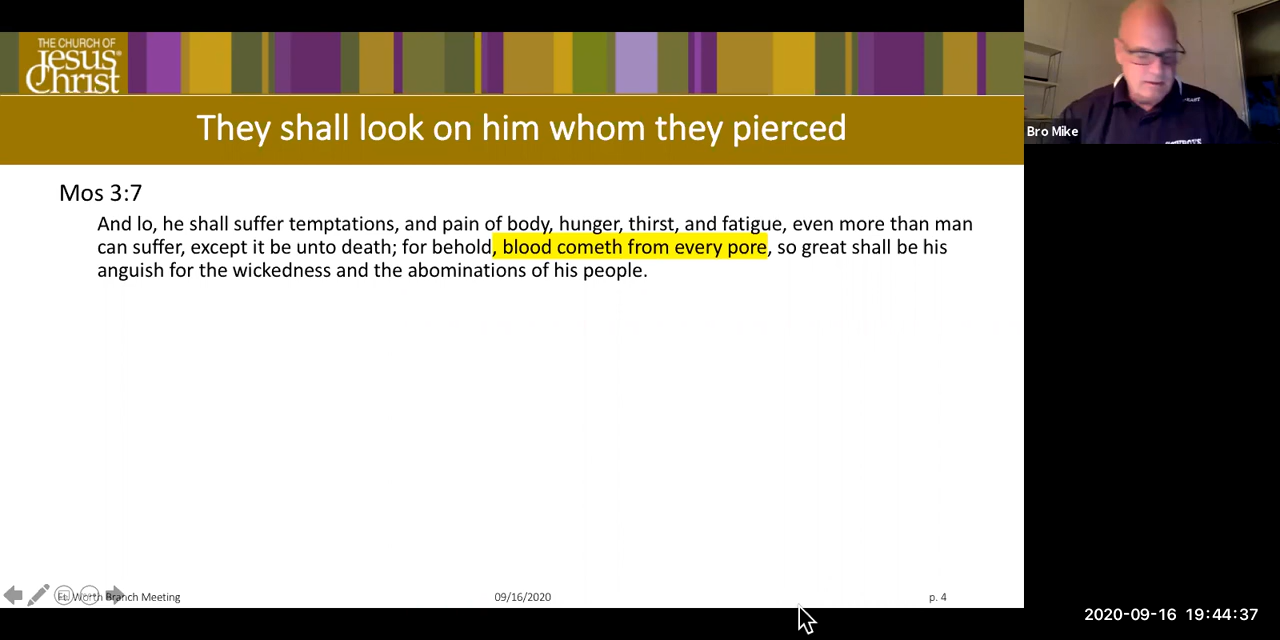 THE CHURCH OF
Jesus
Christ
They shall look on him whom they pierced
Bro Mike
Mos 3:7
And lo, he shall suffer temptations, and pain of body, hunger, thirst, and fatigue, even more than man
can suffer, except it be unto death; for behold, blood cometh from every pore, so great shall be his
anguish for the wickedness and the abominations of his people.
Ft. Worth Branch Meeting
09/16/2020
p. 4
2020-09-16 19:44:37